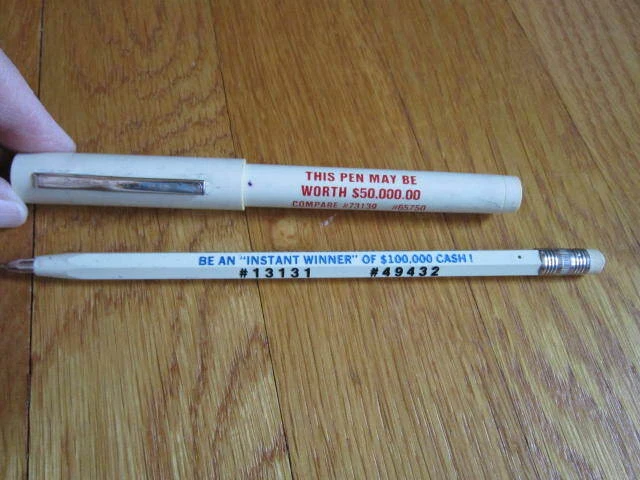 THIS PEN MAY BE
WORTH $50,000.00
COMPARE #73139 #65750
BE AN "INSTANT WINNER" OF $100,000 CASH!
#13131 #49432